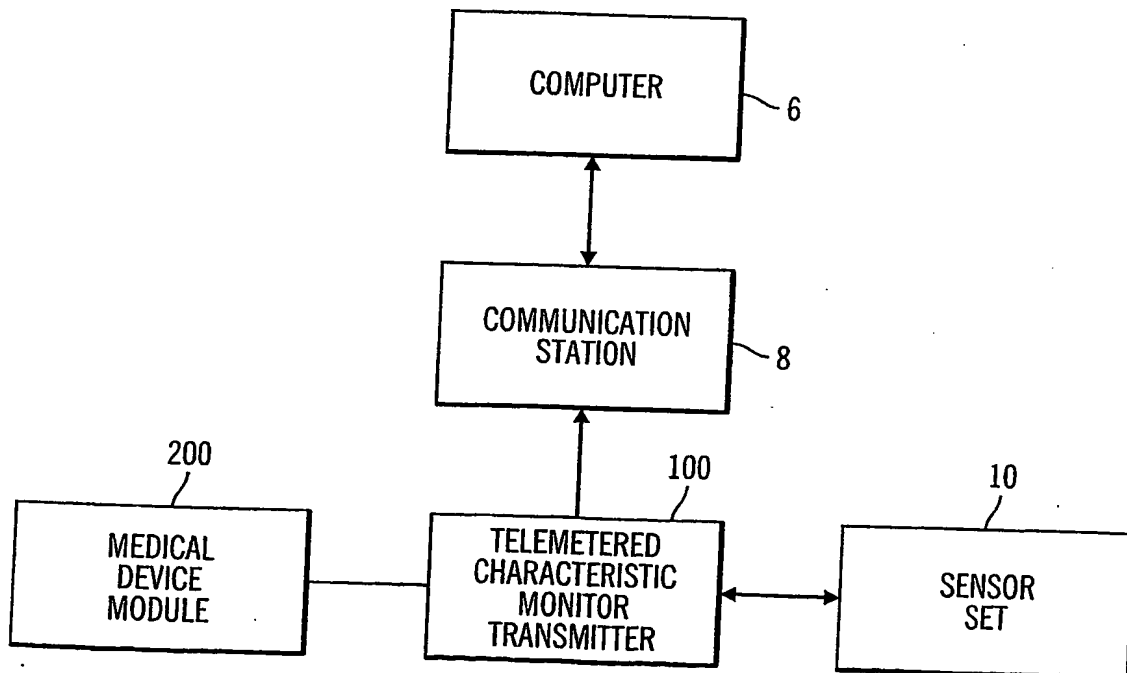 COMPUTER
6
COMMUNICATION
STATION
8
200
100
10
MEDICAL
DEVICE
MODULE
TELEMETERED
CHARACTERISTIC
MONITOR
TRANSMITTER
SENSOR
SET